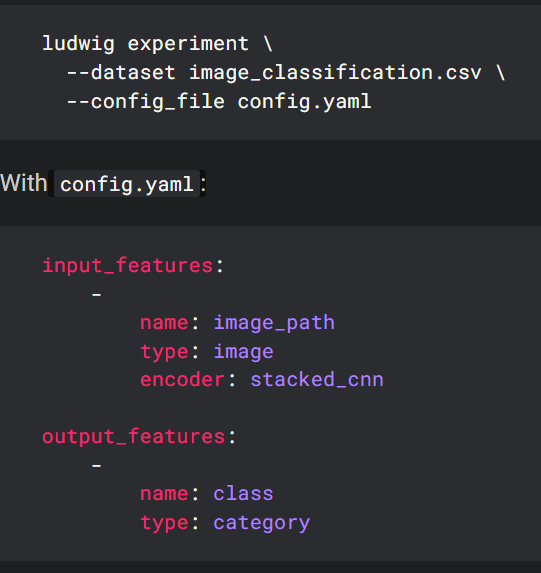 ludwig experiment \
--dataset image_classification.csv \
--config_file config.yaml
With config.yaml:
input_features:
-
name: image_path
type: image
encoder: stacked_cnn
output_features:
-
name: class
type: category